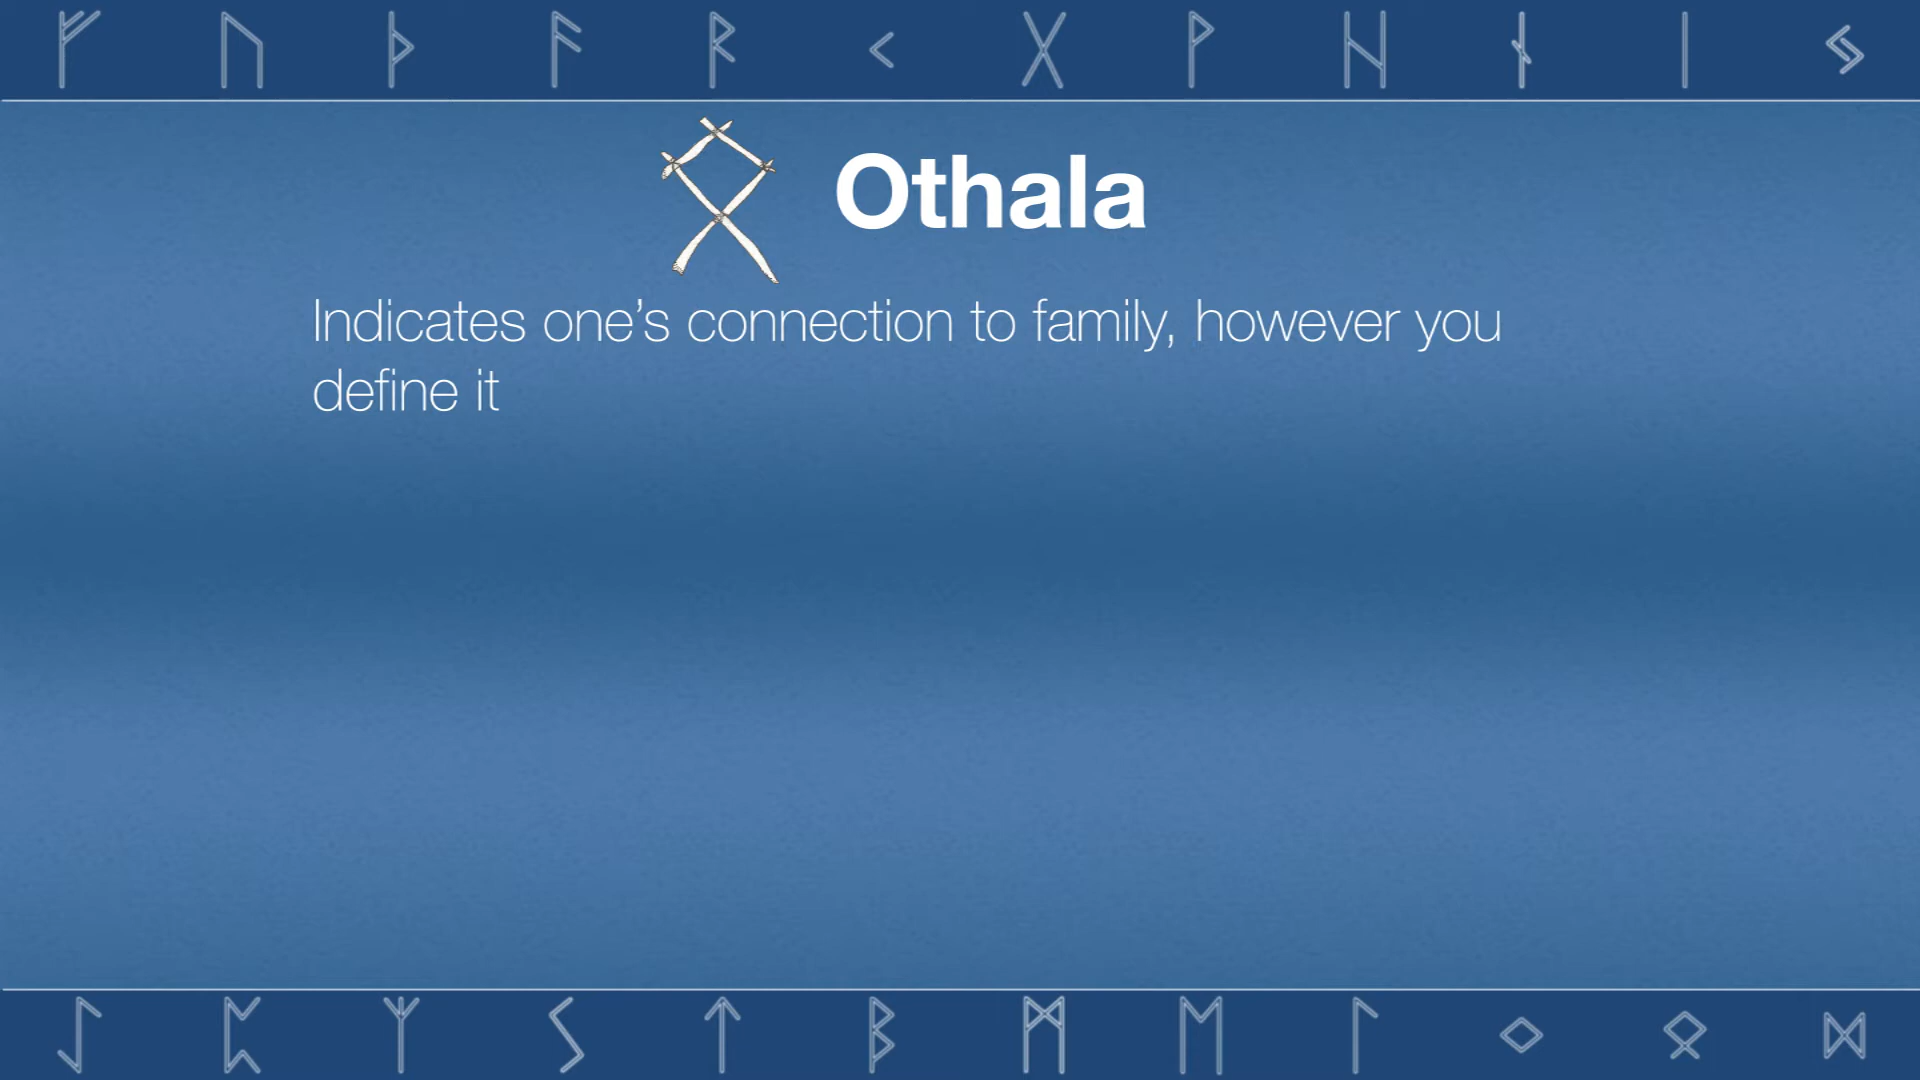 ᚠ ᚢ ᚦ ᚨ ᚱ ᚲ ᚷ ᚹ ᚺ ᚾ ᛁ ᛃ
ᛟ Othala
Indicates one’s connection to family, however you
define it
ᛇ ᛈ ᛉ ᛊ ᛏ ᛒ ᛗ ᛖ ᛚ ᛜ ᛟ ᛞ